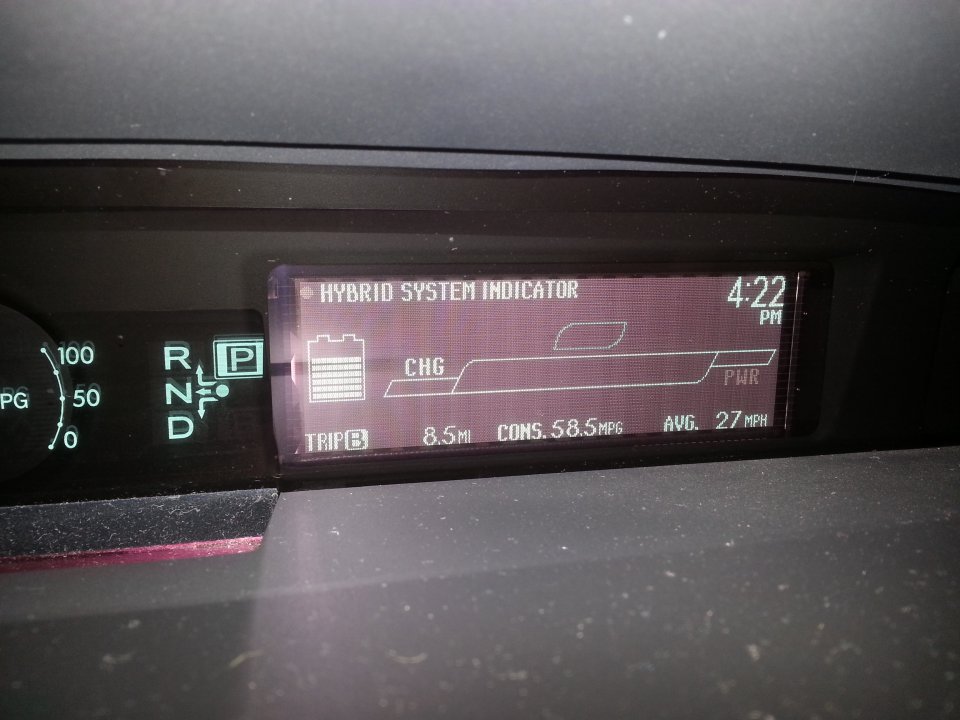 HYBRID SYSTEM INDICATOR
4:22
PM
100
R P
CHG
PWR
N
PG 50
D
0
TRIP B 8.5 MI CONS. 58.5 MPG AVG. 27 MPH